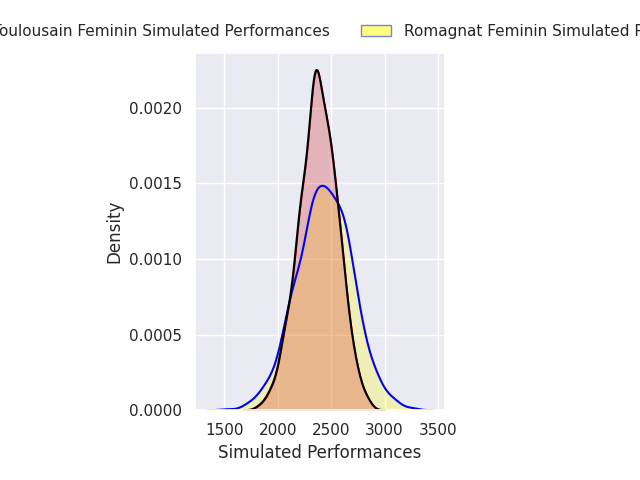 Toulousain Feminin Simulated Performances Romagnat Feminin Simulated
0.0020
0.0015
0.0010
0.0005
0.0000
Density
1500 2000 2500 3000 3500
Simulated Performances